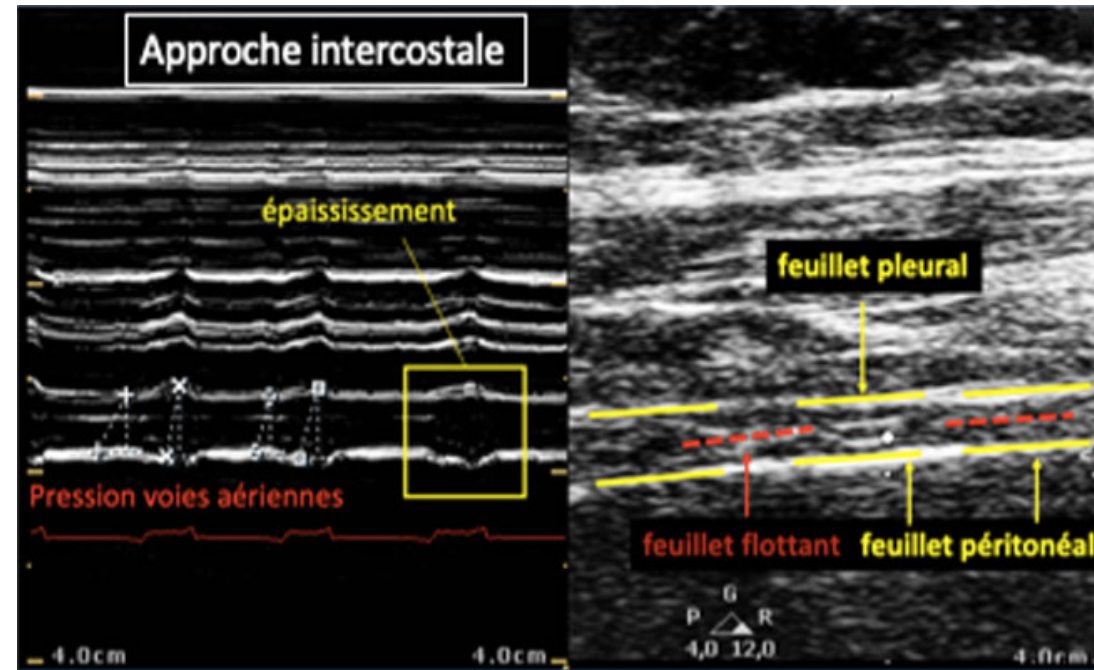 Approche intercostale
épaississement
Pression voies aériennes
4.0cm
4.0cm
feuillet pleural
feuillet flottant
feuillet péritonéal
G
P R
4,0 12,0
4.0cm